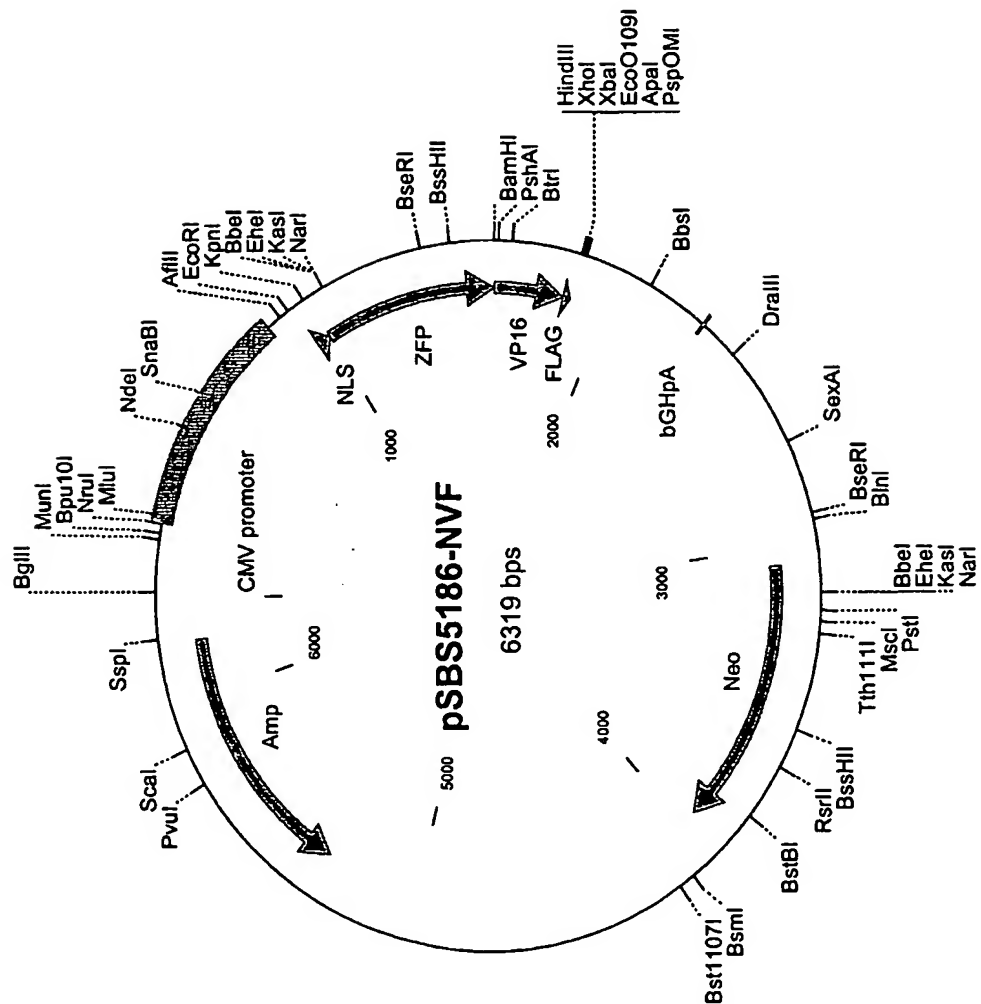 pSBS5186-NVF
6319 bps
BglII
MunI
Bpu10I
NruI
MluI
NdeI
SnaBI
AflII
EcoRI
KpnI
BbeI
EheI
KasI
NarI
BseRI
BssHII
BamHI
PshAI
BtrI
HindIII
XhoI
XbaI
EcoO109I
ApaI
PspOMI
BbsI
DraIII
SexAI
BseRI
BlnI
BbeI
EheI
KasI
NarI
PstI
MscI
Tth111I
BssHII
RsrII
BstBI
BsmI
Bst1107I
PvuI
ScaI
SspI
CMV promoter
NLS
ZFP
VP16
FLAG
bGHpA
Neo
Amp
1000
2000
3000
4000
5000
6000